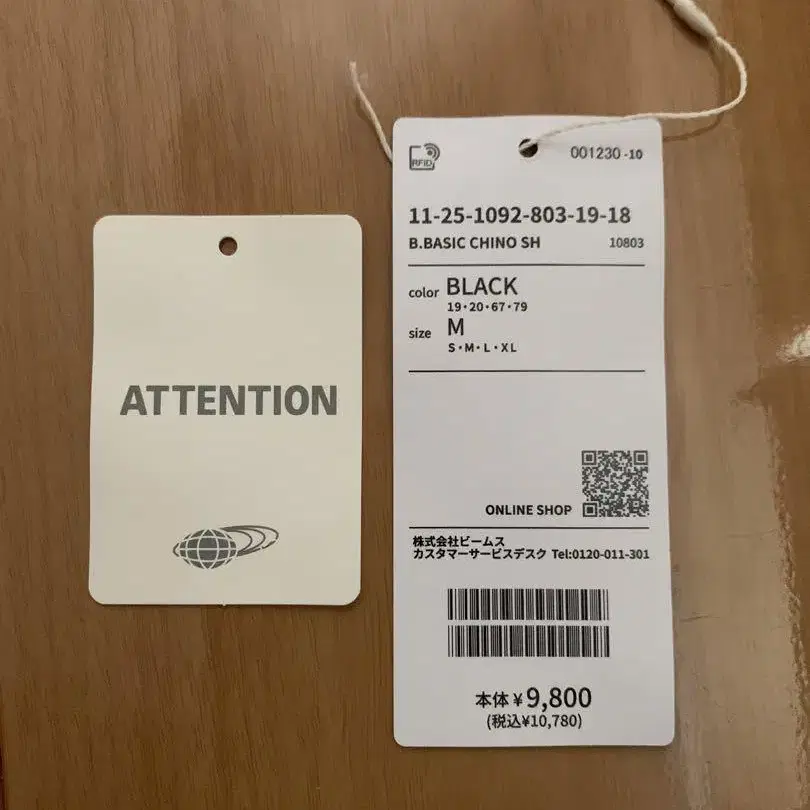 ATTENTION
RFID
001230-10
11-25-1092-803-19-18
B.BASIC CHINO SH 10803
color BLACK
19・20・67・79
size M
S・M・L・XL
ONLINE SHOP
株式会社ビームス
カスタマーサービスデスク Tel:0120-011-301
本体¥9,800
(税込¥10,780)